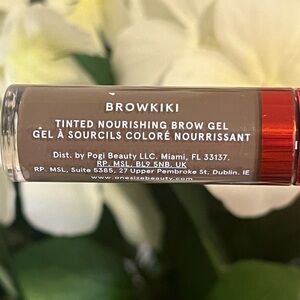 BROWKIKI
TINTED NOURISHING BROW GEL
GEL À SOURCILS COLORÉ NOURRISSANT
Dist. by Pogi Beauty LLC. Miami, FL 33137.
RP. MSL, BL9 5NB, UK
RP. MSL, Suite 5385, 27 Upper Pembroke St, Dublin. IE
www.onesizebeauty.com